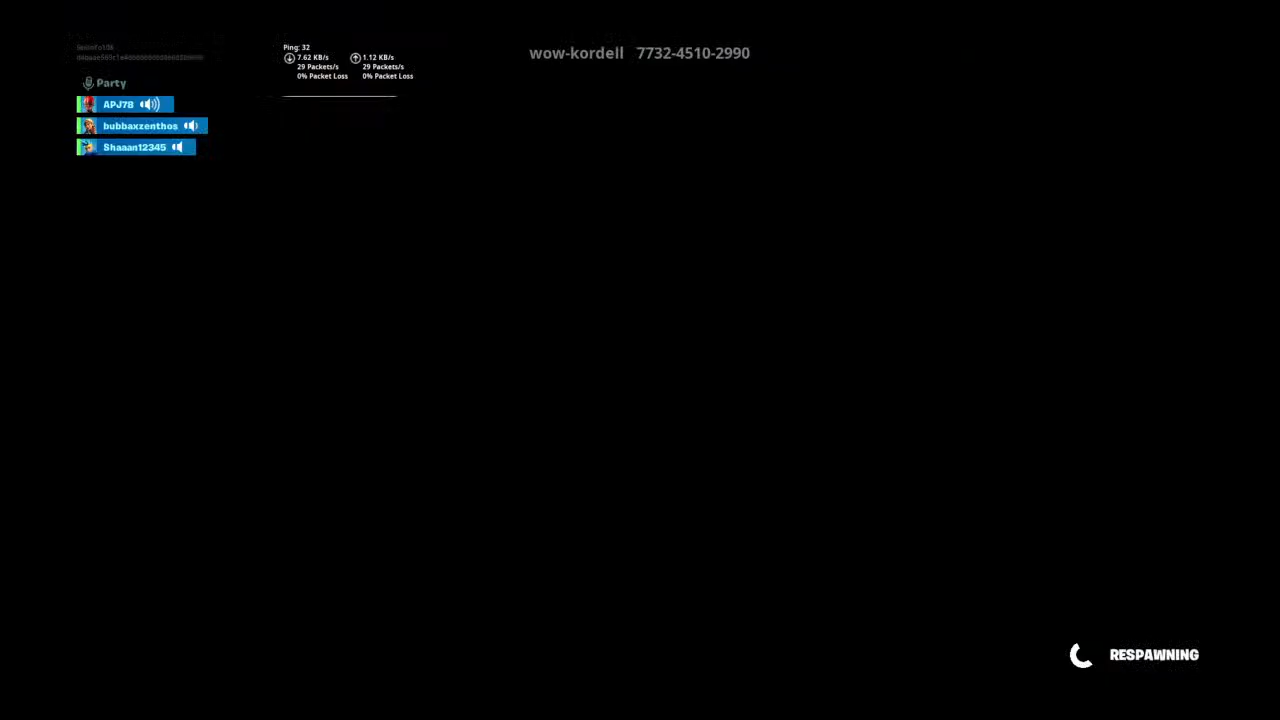 Ping: 32
7.62 KB/s 1.12 KB/s
29 Packets/s 29 Packets/s
0% Packet Loss 0% Packet Loss
wow-kordell 7732-4510-2990
Party
APJ78
bubbaxzenthos
Shaaan12345
RESPAWNING